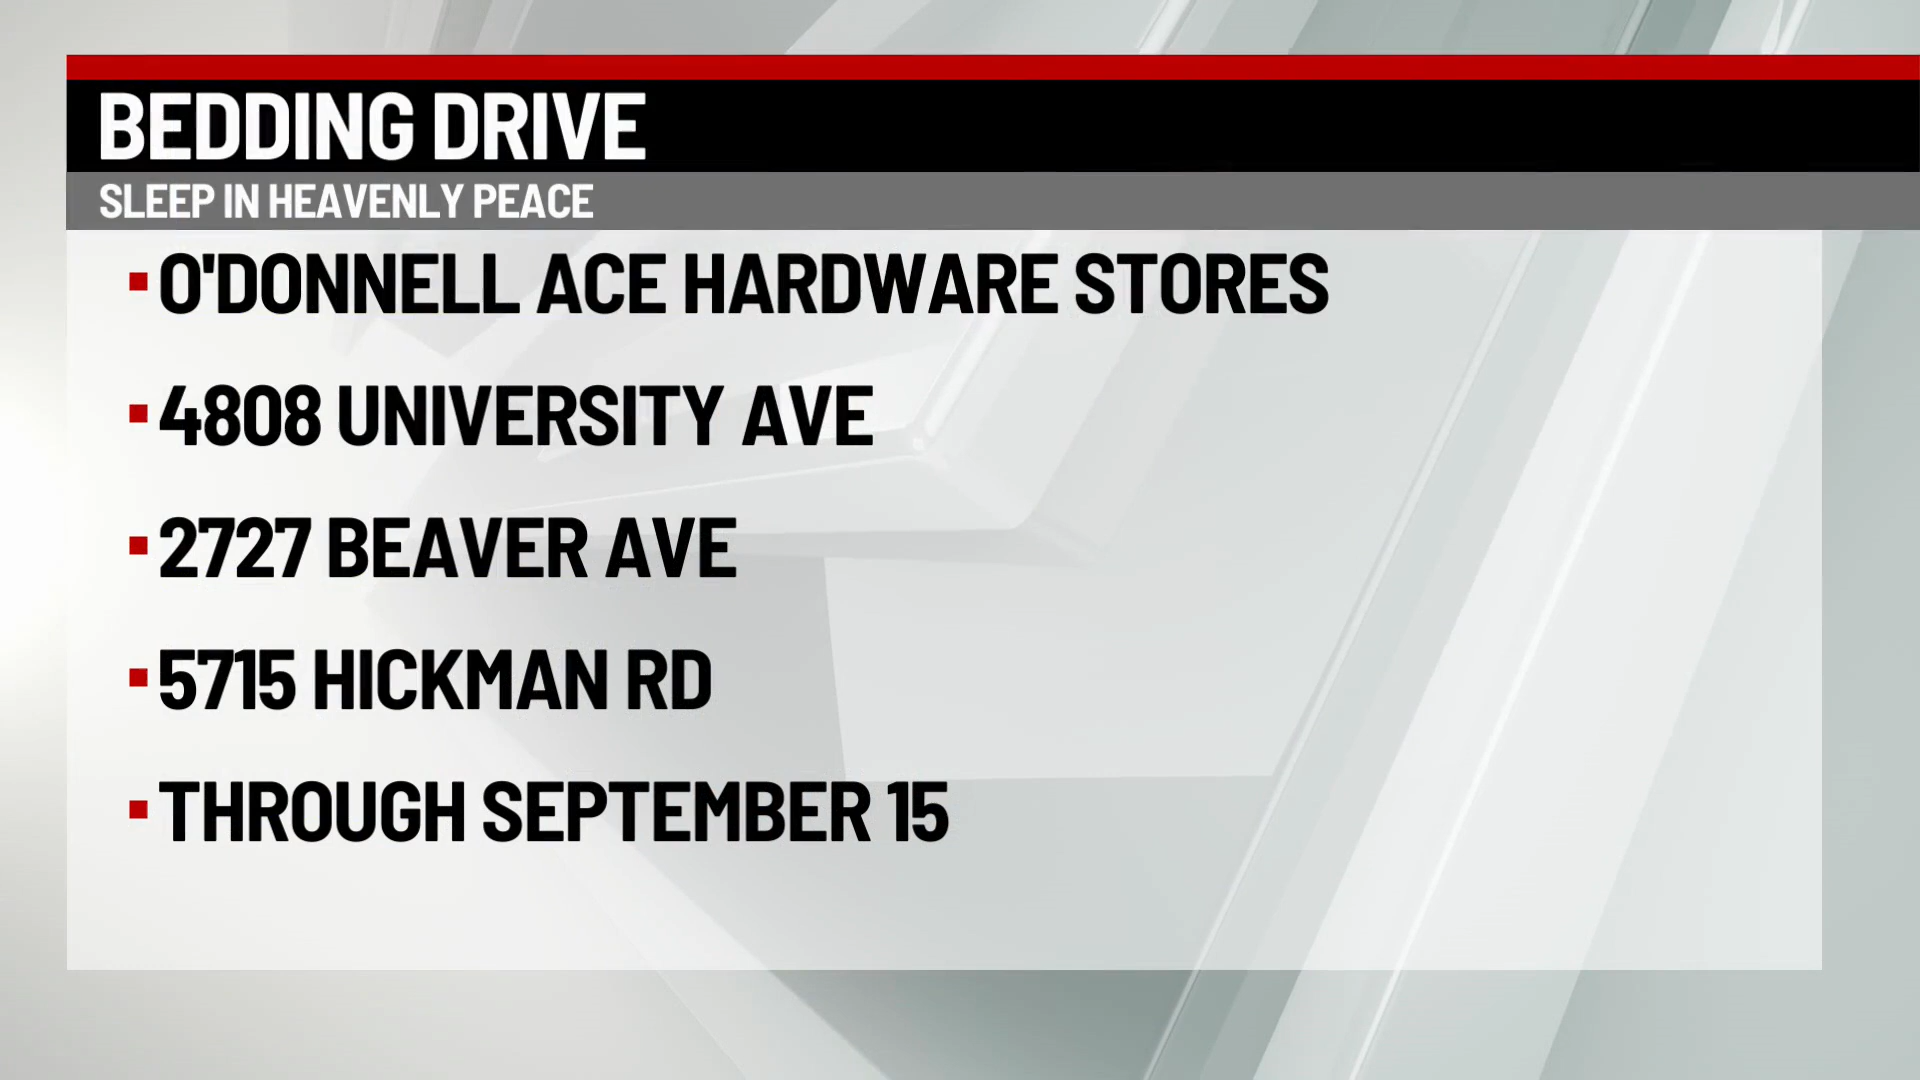 BEDDING DRIVE
SLEEP IN HEAVENLY PEACE
O'DONNELL ACE HARDWARE STORES
4808 UNIVERSITY AVE
2727 BEAVER AVE
5715 HICKMAN RD
THROUGH SEPTEMBER 15